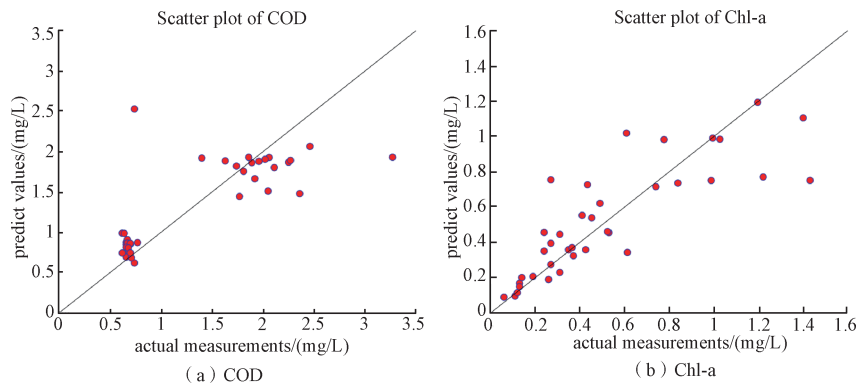 Scatter plot of COD
3.5
3
2.5
2
1.5
1
0.5
0
predict values/(mg/L)
0 0.5 1 1.5 2 2.5 3 3.5
actual measurements/(mg/L)
( a ) COD
Scatter plot of Chl-a
1.6
1.4
1.2
1
0.8
0.6
0.4
0.2
0
predict values/(mg/L)
0 0.2 0.4 0.6 0.8 1 1.2 1.4 1.6
actual measurements/(mg/L)
( b ) Chl-a